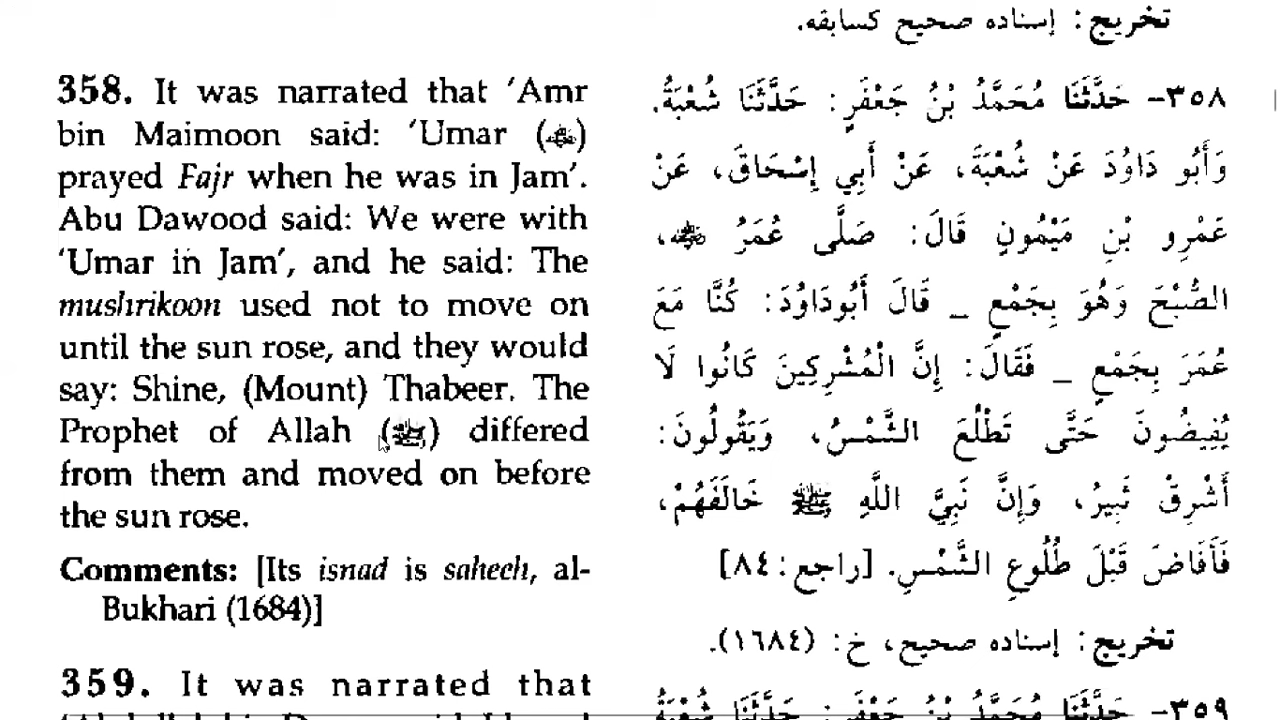 358. It was narrated that ‘Amr
bin Maimoon said: ‘Umar (رضي الله عنه)
prayed Fajr when he was in Jam‘.
Abu Dawood said: We were with
‘Umar in Jam‘, and he said: The
mushrikoon used not to move on
until the sun rose, and they would
say: Shine, (Mount) Thabeer. The
Prophet of Allah (ﷺ) differed
from them and moved on before
the sun rose.
Comments: [Its isnad is saheeh, al-
Bukhari (1684)]
359. It was narrated that
تخريج: إسناده صحيح كسابقه.
٣٥٨- حَدَّثَنَا مُحَمَّدُ بْنُ جَعْفَرٍ: حَدَّثَنَا شُعْبَةُ.
وَأَبُو دَاوُدَ عَنْ شُعْبَةَ، عَنْ أَبِي إِسْحَاقَ، عَنْ
عَمْرِو بْنِ مَيْمُونٍ قَالَ: صَلَّى عُمَرُ رضي الله عنه،
الصُّبْحَ وَهُوَ بِجَمْعٍ _ قَالَ أَبُودَاوُدَ: كُنَّا مَعَ
عُمَرَ بِجَمْعٍ _ فَقَالَ: إِنَّ الْمُشْرِكِينَ كَانُوا لَا
يُفِيضُونَ حَتَّى تَطْلُعَ الشَّمْسُ، وَيَقُولُونَ:
أَشْرِقْ ثَبِيرُ، وَإِنَّ نَبِيَّ اللَّهِ ﷺ خَالَفَهُمْ،
فَأَفَاضَ قَبْلَ طُلُوعِ الشَّمْسِ. [راجع: ٨٤]
تخريج: إسناده صحيح، خ: (١٦٨٤).
٣٥٩- حَدَّثَنَا مُحَمَّدُ بْنُ جَعْفَرٍ: حَدَّثَنَا شُعْبَةُ